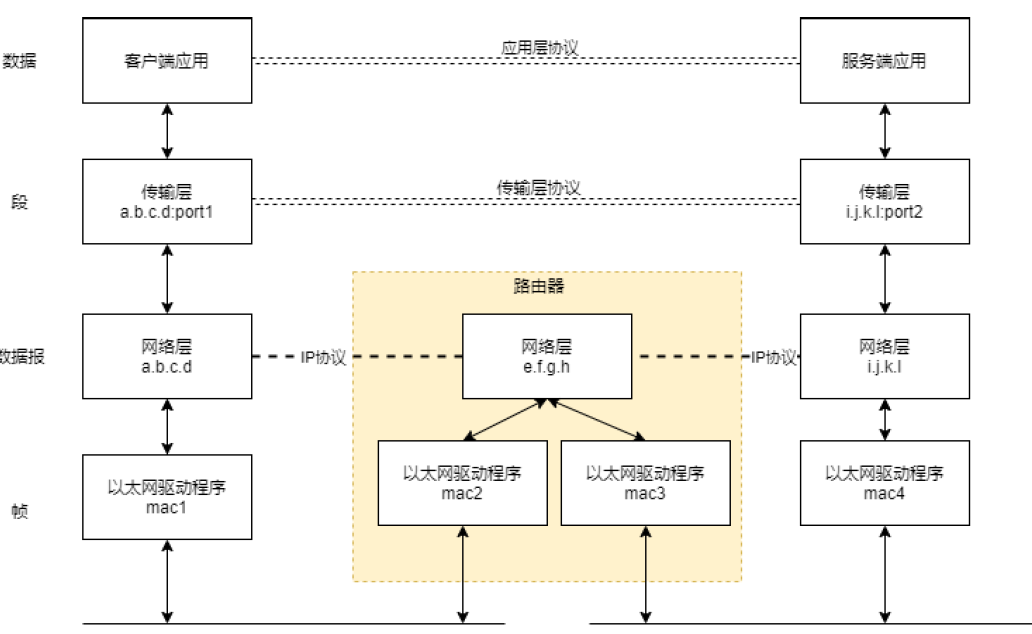 数据
客户端应用
应用层协议
服务端应用
段
传输层
a.b.c.d:port1
传输层协议
传输层
i.j.k.l:port2
路由器
数据报
网络层
a.b.c.d
IP协议
网络层
e.f.g.h
IP协议
网络层
i.j.k.l
帧
以太网驱动程序
mac1
以太网驱动程序
mac2
以太网驱动程序
mac3
以太网驱动程序
mac4